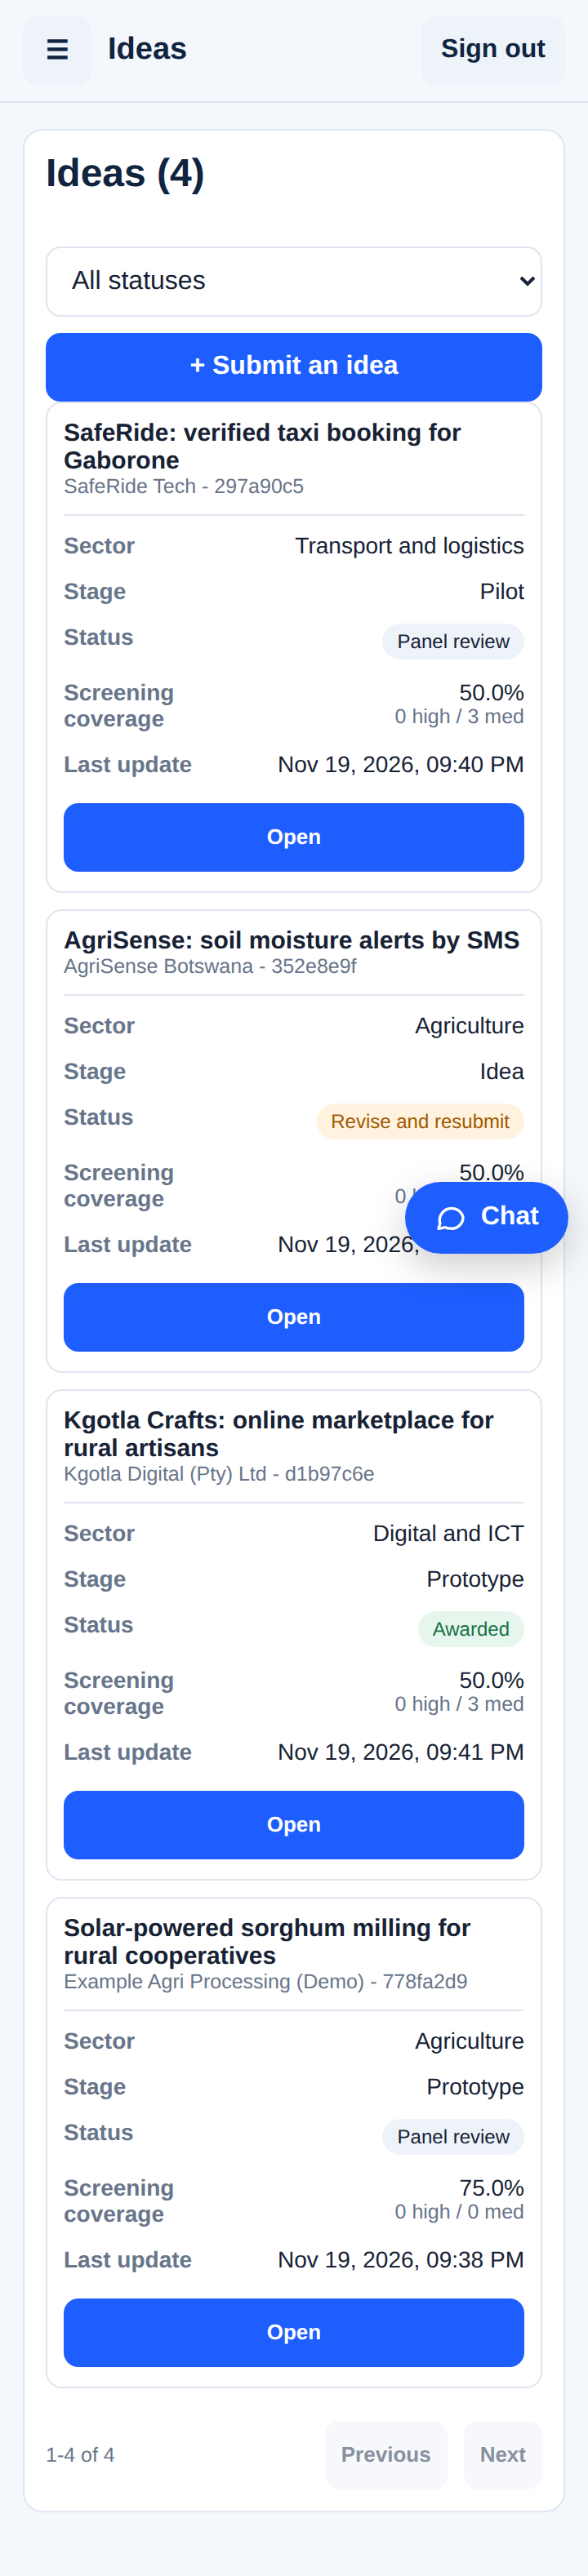 ☰ Ideas Sign out
Ideas (4)
All statuses
+ Submit an idea
SafeRide: verified taxi booking for
Gaborone
SafeRide Tech - 297a90c5
Sector Transport and logistics
Stage Pilot
Status Panel review
Screening 50.0%
coverage 0 high / 3 med
Last update Nov 19, 2026, 09:40 PM
Open
AgriSense: soil moisture alerts by SMS
AgriSense Botswana - 352e8e9f
Sector Agriculture
Stage Idea
Status Revise and resubmit
Screening 50.0%
coverage 0
Chat
Last update Nov 19, 2026,
Open
Kgotla Crafts: online marketplace for
rural artisans
Kgotla Digital (Pty) Ltd - d1b97c6e
Sector Digital and ICT
Stage Prototype
Status Awarded
Screening 50.0%
coverage 0 high / 3 med
Last update Nov 19, 2026, 09:41 PM
Open
Solar-powered sorghum milling for
rural cooperatives
Example Agri Processing (Demo) - 778fa2d9
Sector Agriculture
Stage Prototype
Status Panel review
Screening 75.0%
coverage 0 high / 0 med
Last update Nov 19, 2026, 09:38 PM
Open
1-4 of 4 Previous Next